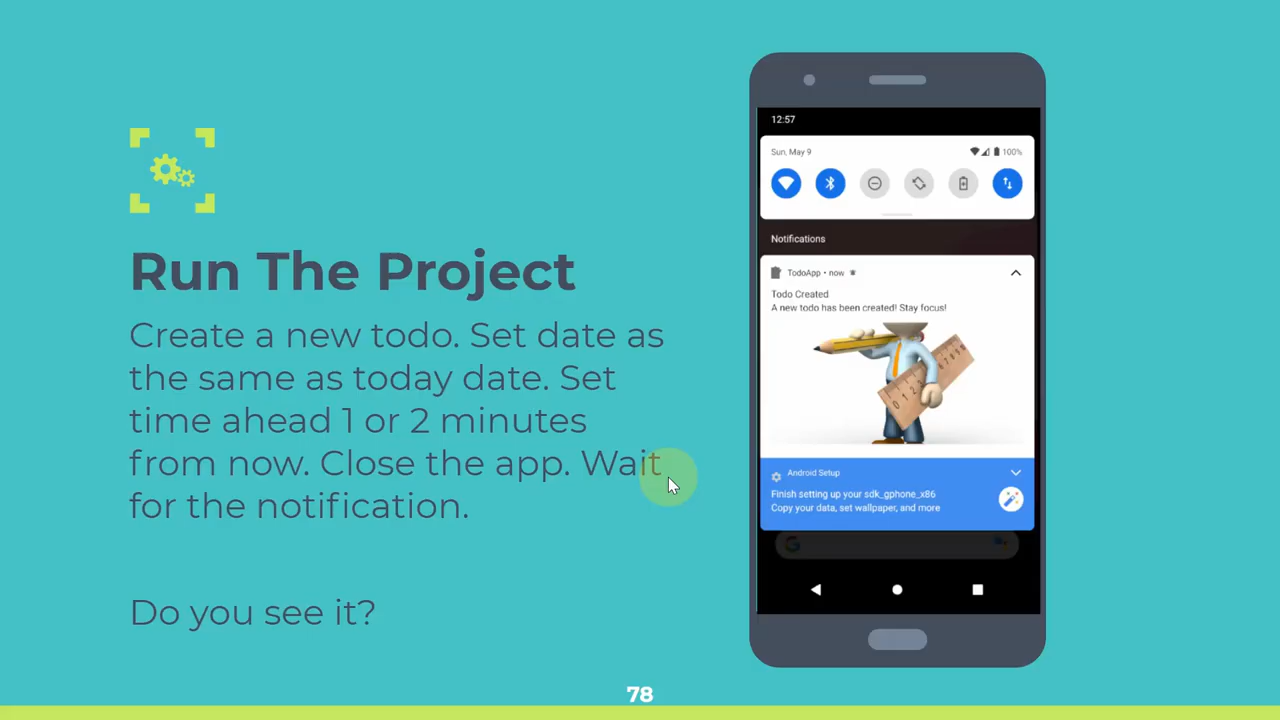 Run The Project
Create a new todo. Set date as
the same as today date. Set
time ahead 1 or 2 minutes
from now. Close the app. Wait
for the notification.
Do you see it?
12:57
Sun, May 9
100%
Notifications
TodoApp • now
Todo Created
A new todo has been created! Stay focus!
0 1 2
Android Setup
Finish setting up your sdk_gphone_x86
Copy your data, set wallpaper, and more
78